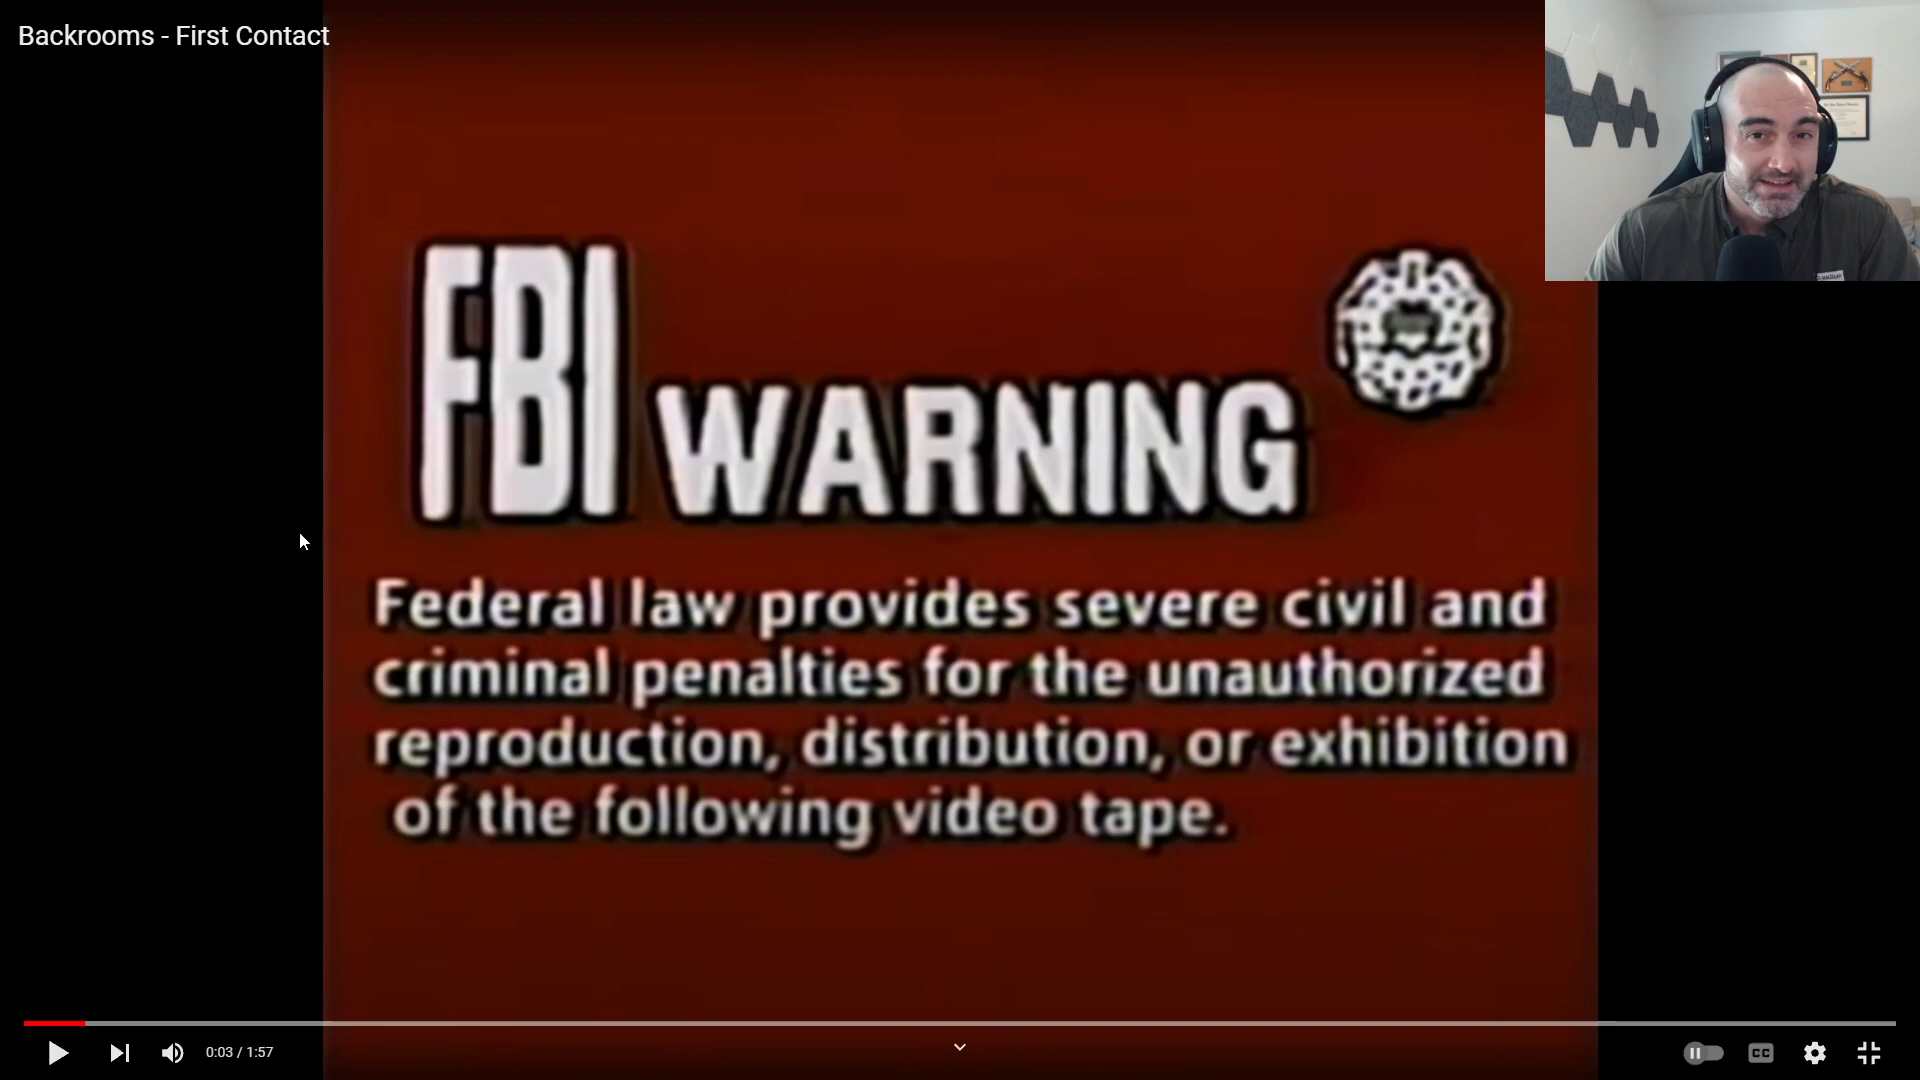 Backrooms - First Contact
FBI WARNING
Federal law provides severe civil and
criminal penalties for the unauthorized
reproduction, distribution, or exhibition
of the following video tape.
0:03 / 1:57
CC